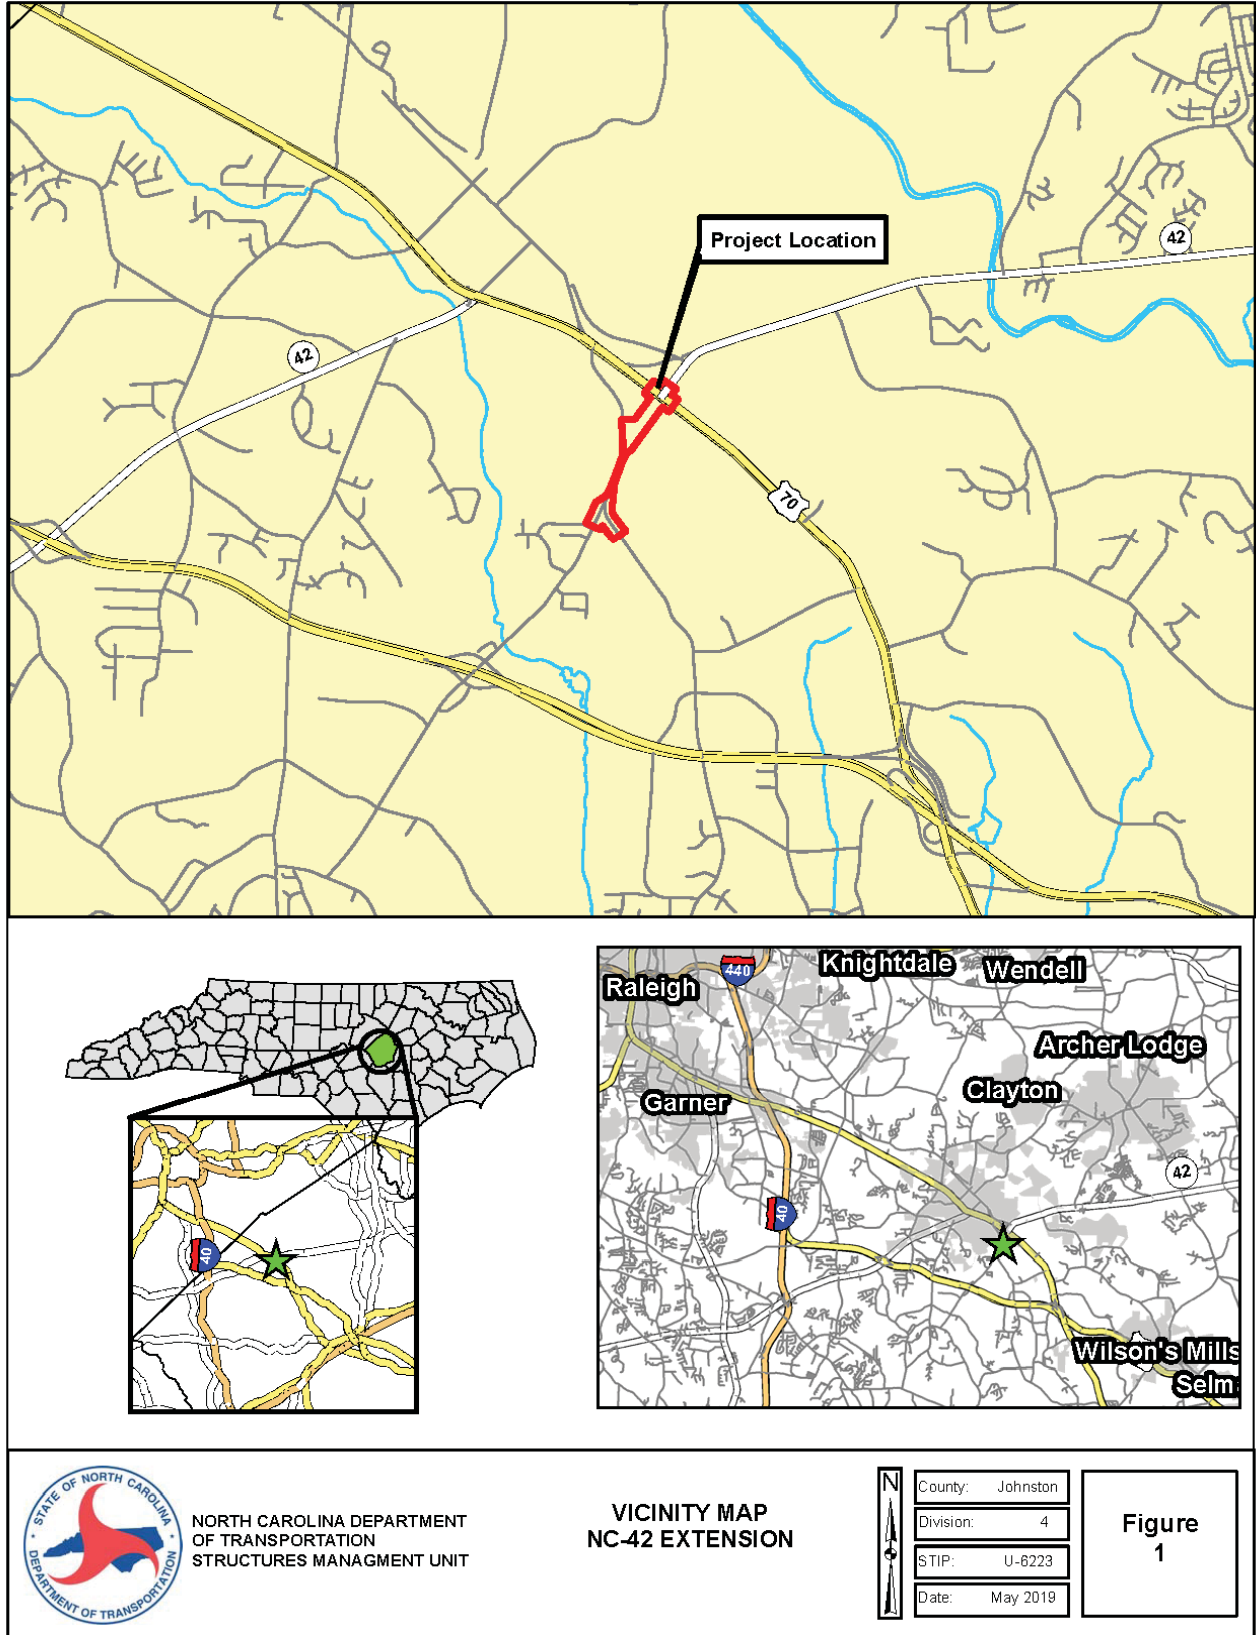 Project Location
42
42
70
Raleigh
440
Knightdale
Wendell
Archer Lodge
Clayton
Garner
42
40
40
Wilson's Mills
Selm
STATE OF NORTH CAROLINA
DEPARTMENT OF TRANSPORTATION
NORTH CAROLINA DEPARTMENT
OF TRANSPORTATION
STRUCTURES MANAGMENT UNIT
VICINITY MAP
NC-42 EXTENSION
N
County: Johnston
Division: 4
STIP: U-6223
Date: May 2019
Figure
1